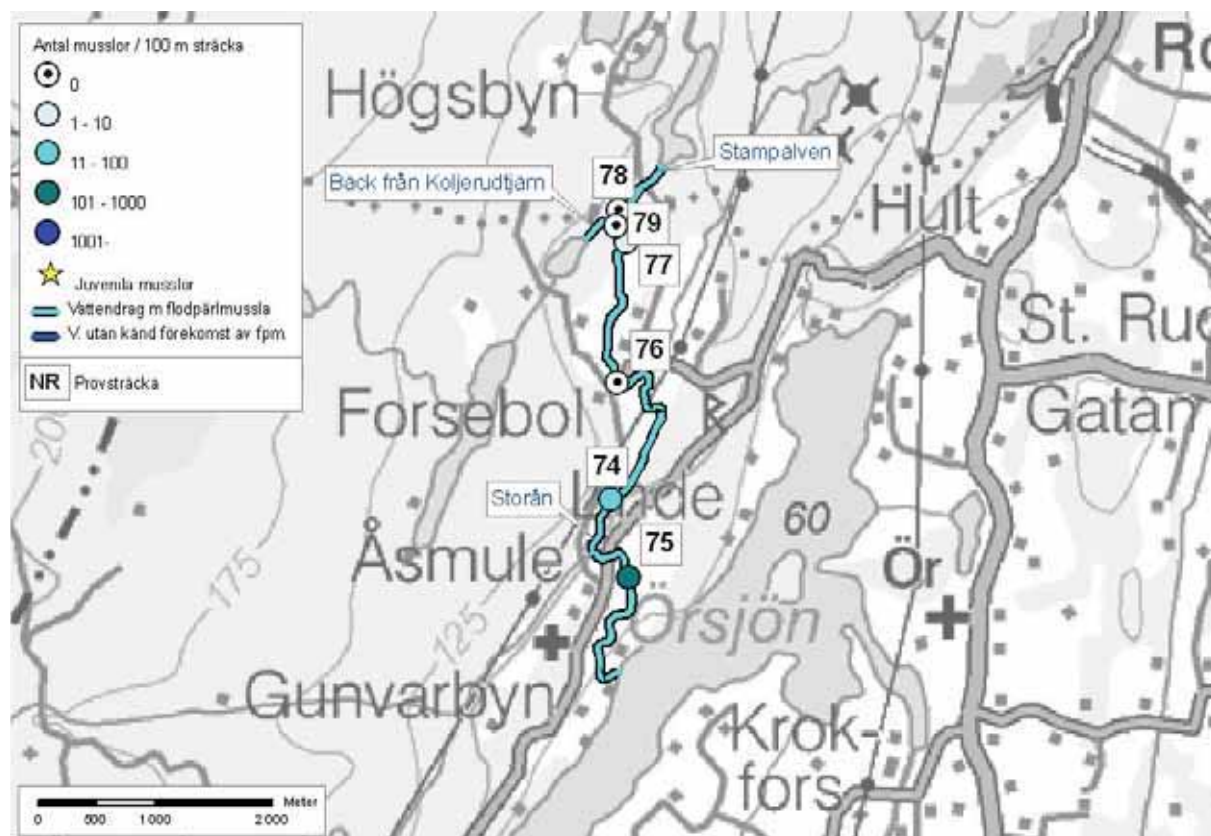 Antal musslor / 100 m sträcka
0
1 - 10
11 - 100
101 - 1000
1001-
Juvenila musslor
Vattendrag m flodpärlmussla
V. utan känd förekomst av fpm.
NR Provsträcka
Högsbyn
Stampälven
Bäck från Koljerudtjärn
78
79
77
Hult
St. Rud
76
Forsebol
Gatan
74
Storån
Linde
60
Åsmule
75
Ör
Örsjön
175
125
Gunvarbyn
Krok-
fors
Meter
0 500 1 000 2 000